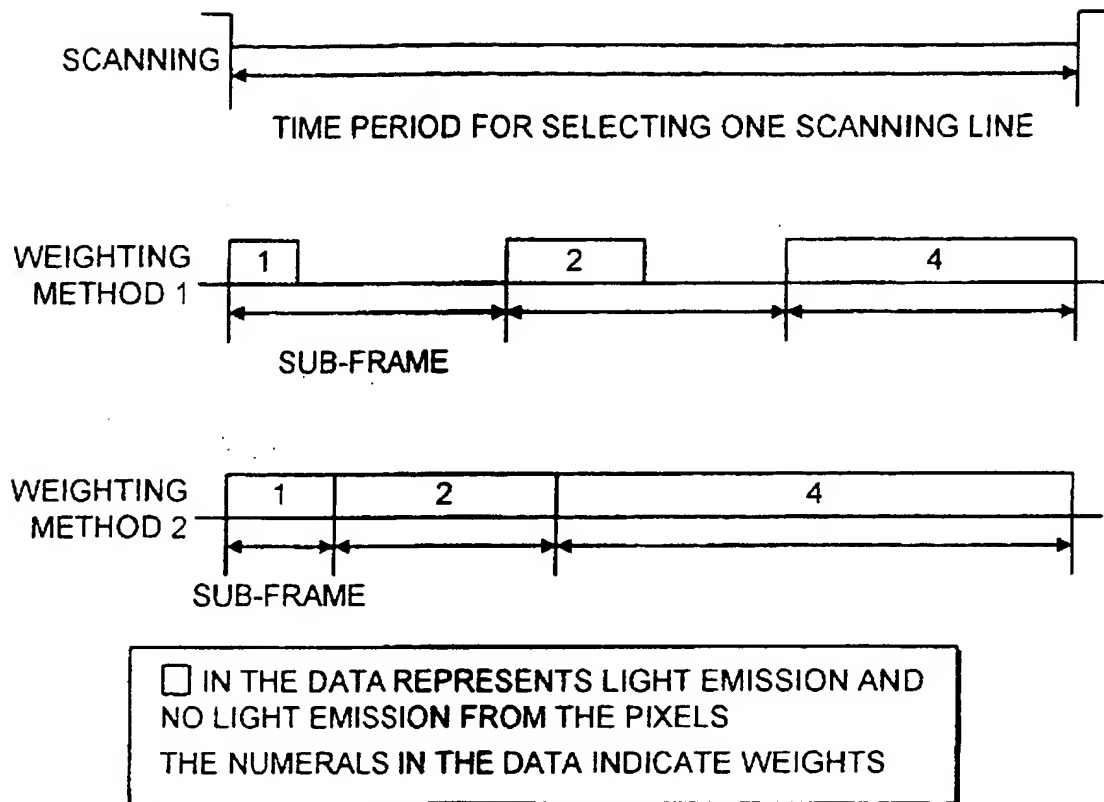 SCANNING
TIME PERIOD FOR SELECTING ONE SCANNING LINE
WEIGHTING
METHOD 1
1
2
4
SUB-FRAME
WEIGHTING
METHOD 2
1
2
4
SUB-FRAME
□ IN THE DATA REPRESENTS LIGHT EMISSION AND
NO LIGHT EMISSION FROM THE PIXELS
THE NUMERALS IN THE DATA INDICATE WEIGHTS